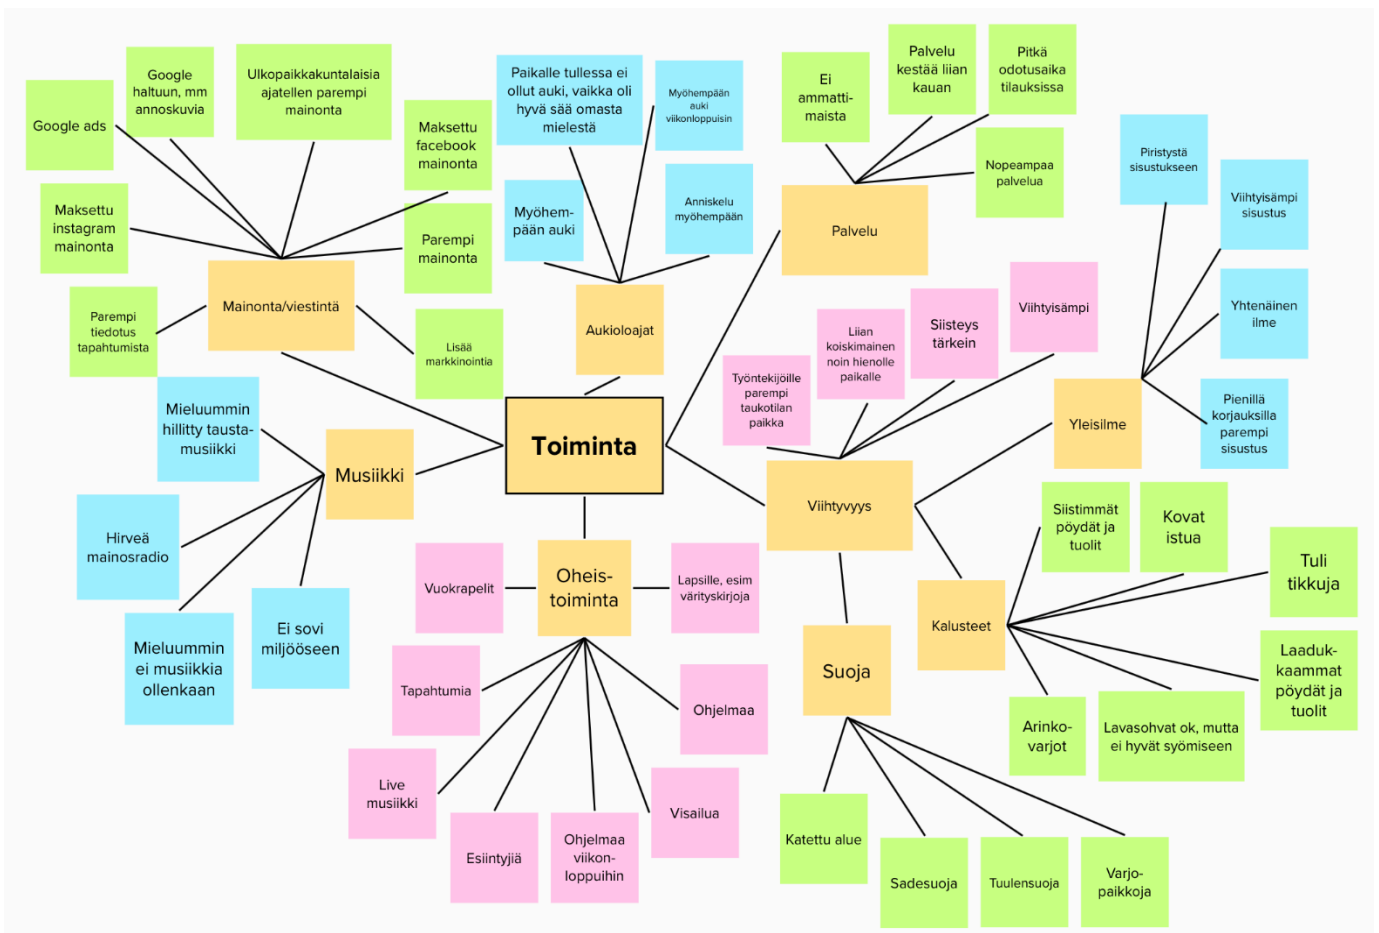 Google ads
Google
haltuun, mm
annoskuvia
Ulkopaikkakuntalaisia
ajatellen parempi
mainonta
Maksettu
facebook
mainonta
Maksettu
instagram
mainonta
Parempi
mainonta
Mainonta/viestintä
Parempi
tiedotus
tapahtumista
Lisää
markkinointia
Paikalle tullessa ei
ollut auki, vaikka oli
hyvä sää omasta
mielestä
Myöhempään
auki
viikonloppuisin
Myöhem-
pään auki
Anniskelu
myöhempään
Aukioloajat
Ei
ammatti-
maista
Palvelu
kestää liian
kauan
Pitkä
odotusaika
tilauksissa
Nopeampaa
palvelua
Palvelu
Piristystä
sisustukseen
Viihtyisämpi
sisustus
Yhtenäinen
ilme
Pienillä
korjauksilla
parempi
sisustus
Yleisilme
Työntekijöille
parempi
taukotilan
paikka
Liian
koiskimainen
noin hienolle
paikalle
Siisteys
tärkein
Viihtyisämpi
Viihtyvyys
Toiminta
Mieluummin
hillitty tausta-
musiikki
Musiikki
Hirveä
mainosradio
Mieluummin
ei musiikkia
ollenkaan
Ei sovi
miljööseen
Oheis-
toiminta
Vuokrapelit
Lapsille, esim
värityskirjoja
Tapahtumia
Ohjelmaa
Live
musiikki
Visailua
Esiintyjiä
Ohjelmaa
viikon-
loppuihin
Siistimmät
pöydät ja
tuolit
Kovat
istua
Tuli
tikkuja
Kalusteet
Laaduk-
kaammat
pöydät ja
tuolit
Arinko-
varjot
Lavasohvat ok, mutta
ei hyvät syömiseen
Suoja
Katettu alue
Sadesuoja
Tuulensuoja
Varjo-
paikkoja